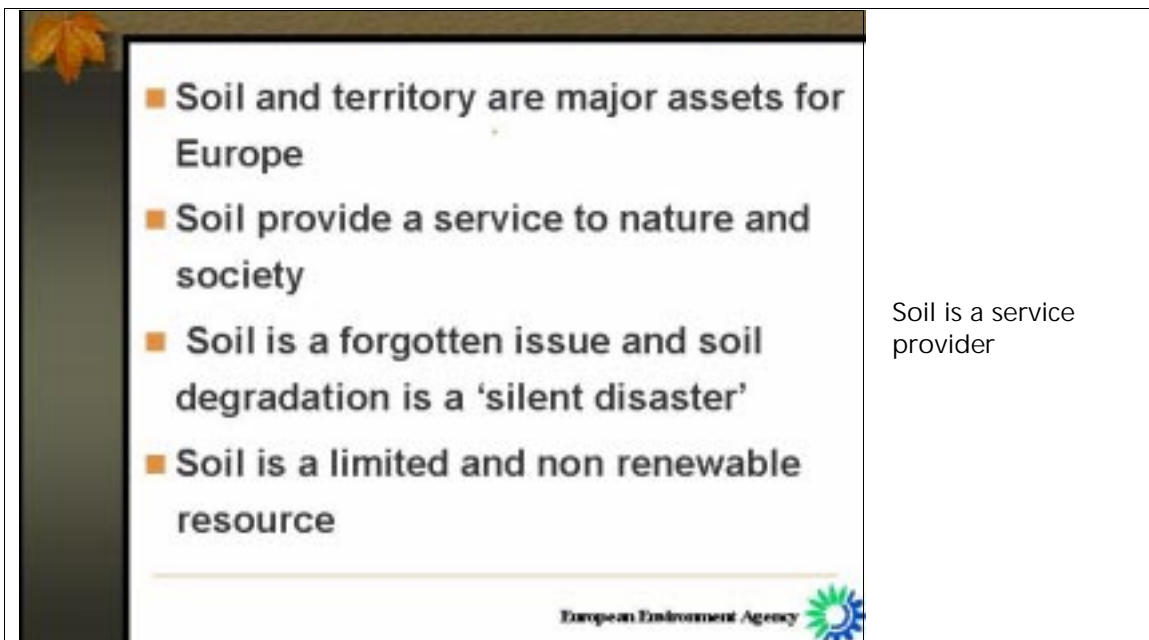 Soil and territory are major assets for
Europe
Soil provide a service to nature and
society
Soil is a forgotten issue and soil
degradation is a ‘silent disaster’
Soil is a limited and non renewable
resource
European Environment Agency
Soil is a service
provider